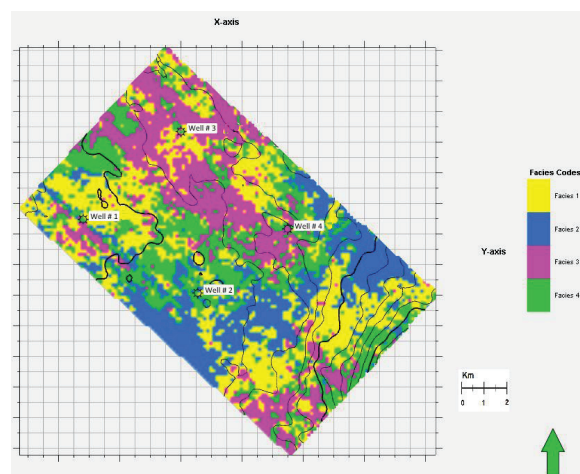 X-axis
Well # 3
Facies Codes
Facies 1
Well # 1
Facies 2
Well # 4
Y-axis
Facies 3
Facies 4
Well # 2
Km
0 1 2